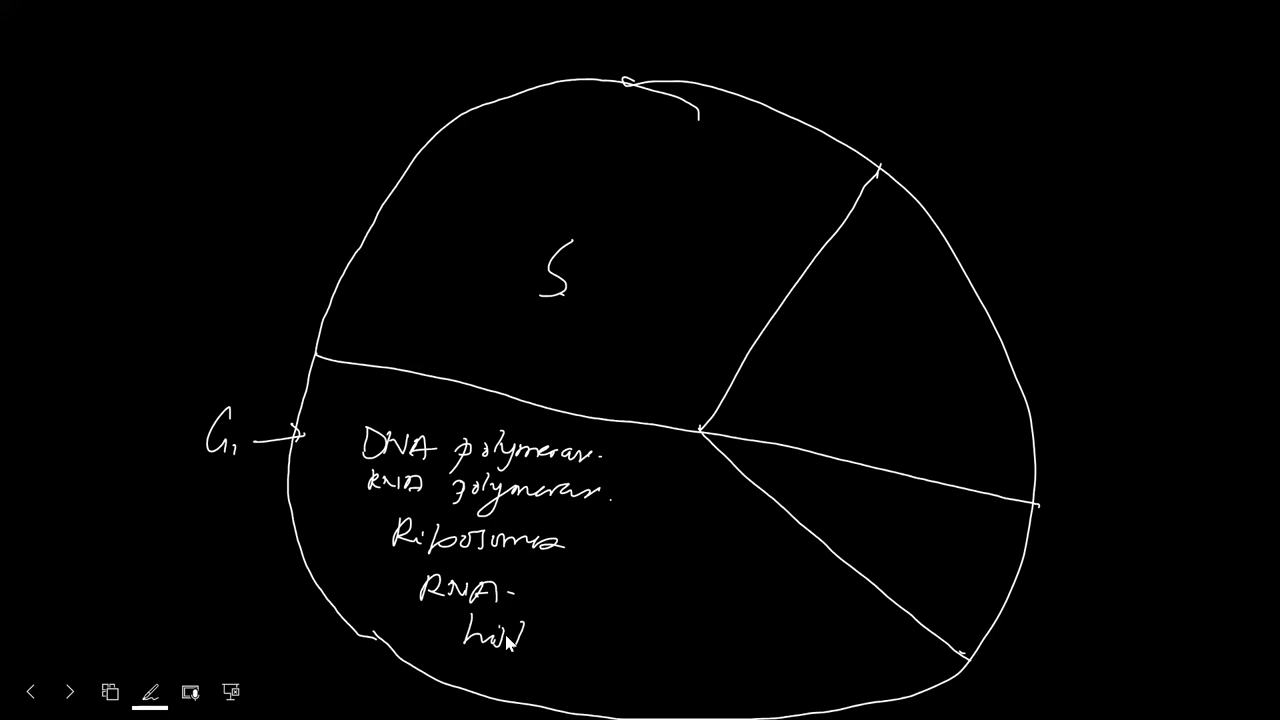 S
G1
DNA polymerase.
RNA polymerase.
Ribosomes
RNA-